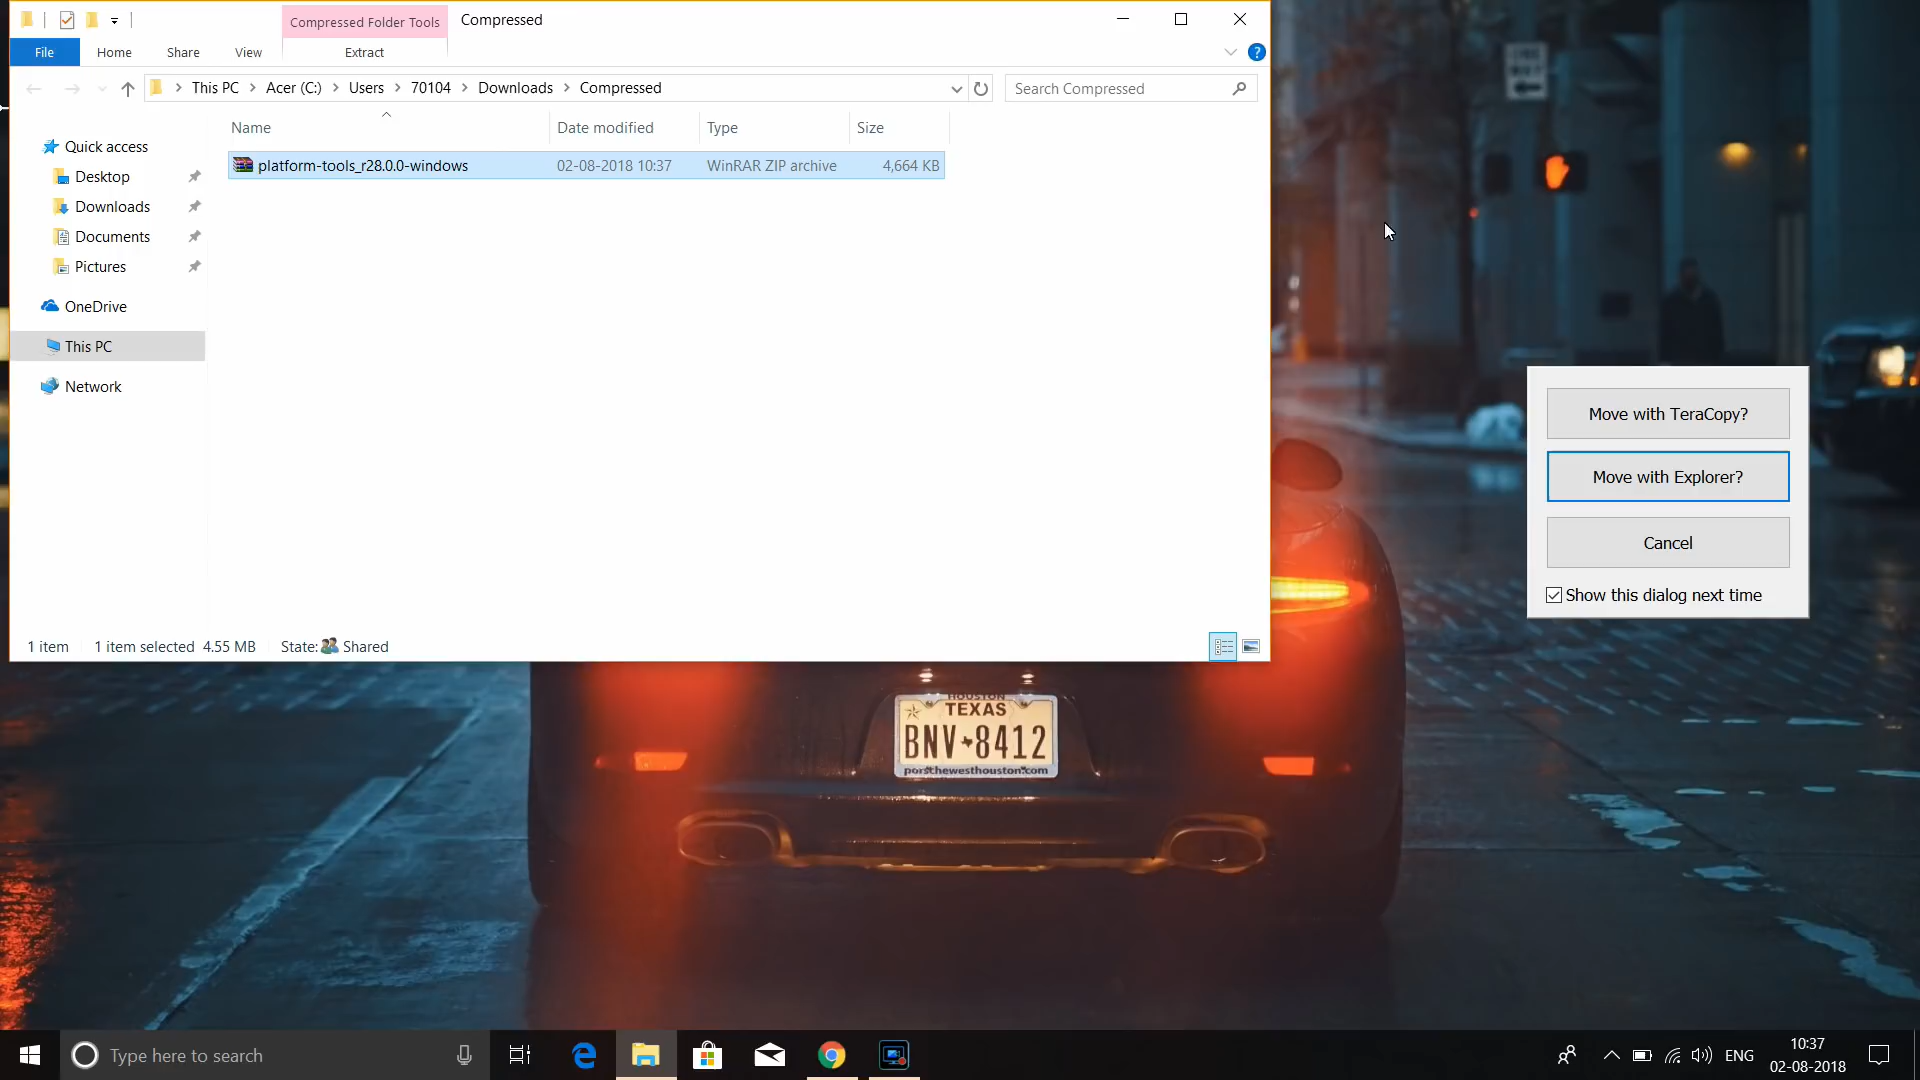 Compressed Folder Tools
Compressed
File
Home
Share
View
Extract
This PC
Acer (C:)
Users
70104
Downloads
Compressed
Search Compressed
Name
Date modified
Type
Size
platform-tools_r28.0.0-windows
02-08-2018 10:37
WinRAR ZIP archive
4,664 KB
Quick access
Desktop
Downloads
Documents
Pictures
OneDrive
This PC
Network
1 item
1 item selected 4.55 MB
State: Shared
Move with TeraCopy?
Move with Explorer?
Cancel
Show this dialog next time
HOUSTON
TEXAS
BNV 8412
porschewesthouston.com
Type here to search
ENG
10:37
02-08-2018